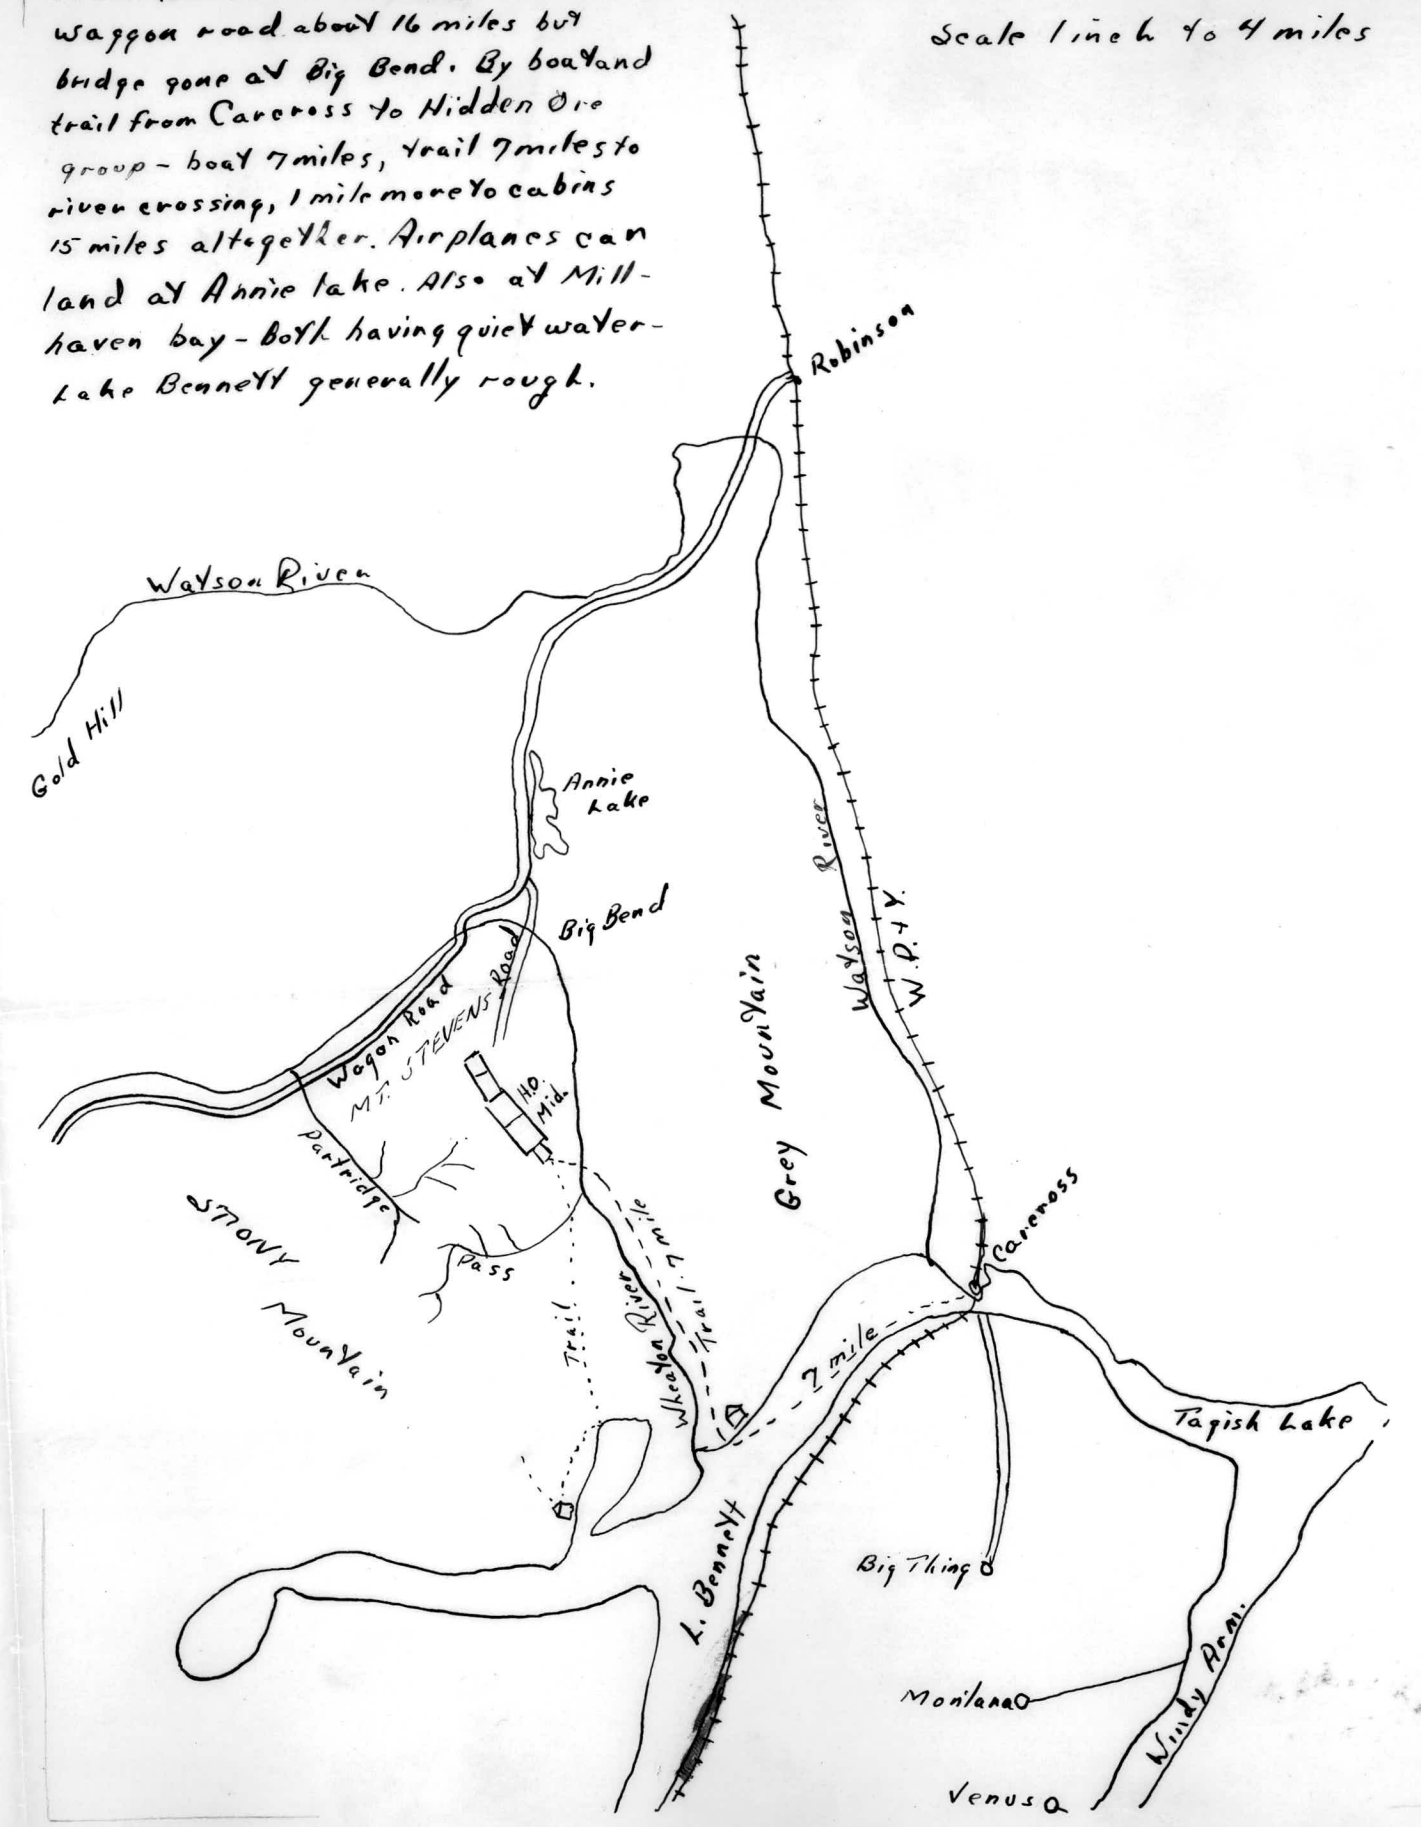 waggon road about 16 miles but
bridge gone at Big Bend. By boat and
trail from Carcross to Hidden Ore
group - boat 7 miles, trail 7 miles to
river crossing, 1 mile more to cabins
15 miles altogether. Airplanes can
land at Annie lake. Also at Mill-
haven bay - Both having quiet water -
Lake Bennett generally rough.
Scale 1 inch to 4 miles
Robinson
Watson River
Gold Hill
Annie
Lake
Big Bend
Watson River
W.P.+Y.
Wagon Road
MT. STEVENS Road
H.O.
Mid.
Grey Mountain
Partridge
Pass
STONY
Mountain
Trail
Wheaton River
Trail. 7 mile
7 mile
Carcross
Tagish Lake
L. Bennett
Big Thing
Montana
Windy Arm.
Venus